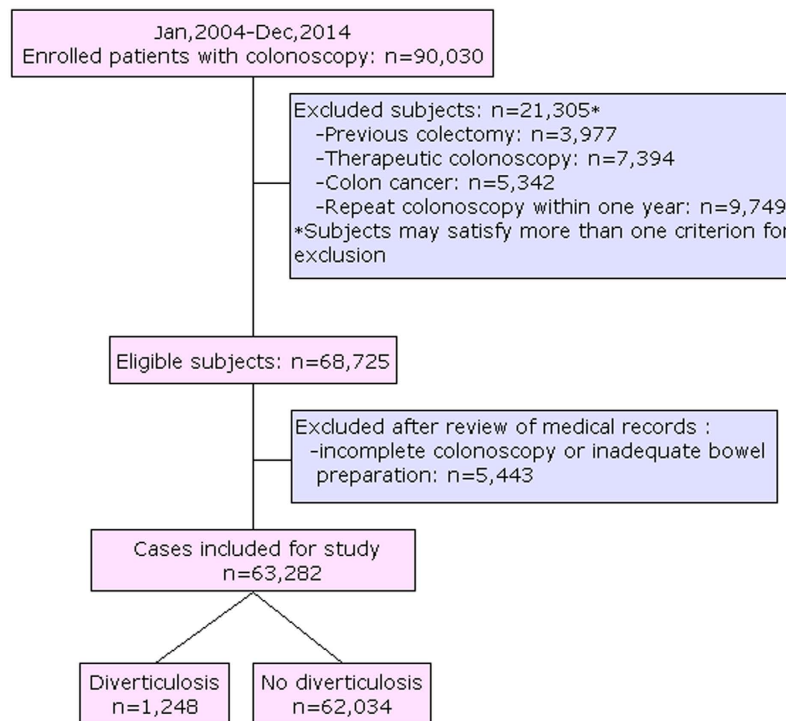 Jan,2004-Dec,2014
Enrolled patients with colonoscopy: n=90,030
Excluded subjects: n=21,305*
-Previous colectomy: n=3,977
-Therapeutic colonoscopy: n=7,394
-Colon cancer: n=5,342
-Repeat colonoscopy within one year: n=9,749
*Subjects may satisfy more than one criterion for
exclusion
Eligible subjects: n=68,725
Excluded after review of medical records :
-incomplete colonoscopy or inadequate bowel
preparation: n=5,443
Cases included for study
n=63,282
Diverticulosis
n=1,248
No diverticulosis
n=62,034